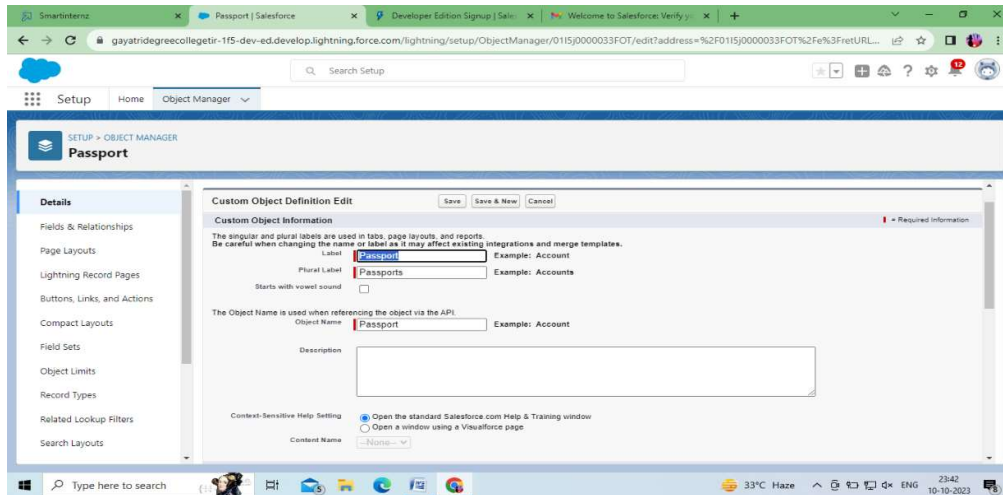 Smartinternz
Passport | Salesforce
Developer Edition Signup | Sales
Welcome to Salesforce: Verify yo
gayatridegreecollegetir-1f5-dev-ed.develop.lightning.force.com/lightning/setup/ObjectManager/01I5j0000033FOT/edit?address=%2F01I5j0000033FOT%2Fe%3FretURL...
Search Setup
12
Setup Home Object Manager
SETUP > OBJECT MANAGER
Passport
Details
Fields & Relationships
Page Layouts
Lightning Record Pages
Buttons, Links, and Actions
Compact Layouts
Field Sets
Object Limits
Record Types
Related Lookup Filters
Search Layouts
Custom Object Definition Edit Save Save & New Cancel
Custom Object Information = Required Information
The singular and plural labels are used in tabs, page layouts, and reports.
Be careful when changing the name or label as it may affect existing integrations and merge templates.
Label Passport Example: Account
Plural Label Passports Example: Accounts
Starts with vowel sound
The Object Name is used when referencing the object via the API.
Object Name Passport Example: Account
Description
Context-Sensitive Help Setting Open the standard Salesforce.com Help & Training window
Open a window using a Visualforce page
Content Name --None--
Type here to search
33°C Haze ENG 23:42
10-10-2023